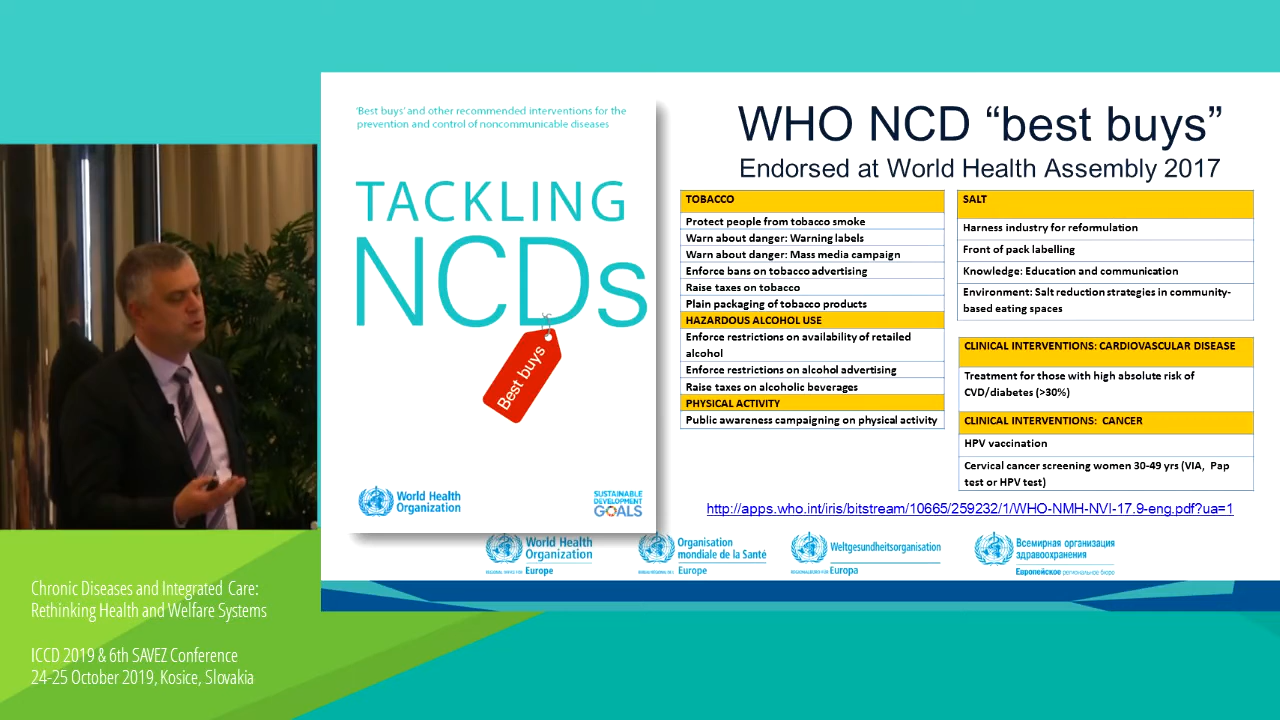 'Best buys' and other recommended interventions for the
prevention and control of noncommunicable diseases
TACKLING
NCDs
Best buys
World Health
Organization
SUSTAINABLE
DEVELOPMENT
GOALS
WHO NCD “best buys”
Endorsed at World Health Assembly 2017
TOBACCO
Protect people from tobacco smoke
Warn about danger: Warning labels
Warn about danger: Mass media campaign
Enforce bans on tobacco advertising
Raise taxes on tobacco
Plain packaging of tobacco products
HAZARDOUS ALCOHOL USE
Enforce restrictions on availability of retailed
alcohol
Enforce restrictions on alcohol advertising
Raise taxes on alcoholic beverages
PHYSICAL ACTIVITY
Public awareness campaigning on physical activity
SALT
Harness industry for reformulation
Front of pack labelling
Knowledge: Education and communication
Environment: Salt reduction strategies in community-
based eating spaces
CLINICAL INTERVENTIONS: CARDIOVASCULAR DISEASE
Treatment for those with high absolute risk of
CVD/diabetes (>30%)
CLINICAL INTERVENTIONS: CANCER
HPV vaccination
Cervical cancer screening women 30-49 yrs (VIA, Pap
test or HPV test)
http://apps.who.int/iris/bitstream/10665/259232/1/WHO-NMH-NVI-17.9-eng.pdf?ua=1
World Health
Organization
REGIONAL OFFICE FOR Europe
Organisation
mondiale de la Santé
Europe
Weltgesundheitsorganisation
REGIONALBÜRO FÜR Europa
Всемирная организация
здравоохранения
Европейское региональное бюро
Chronic Diseases and Integrated Care:
Rethinking Health and Welfare Systems
ICCD 2019 & 6th SAVEZ Conference
24-25 October 2019, Kosice, Slovakia